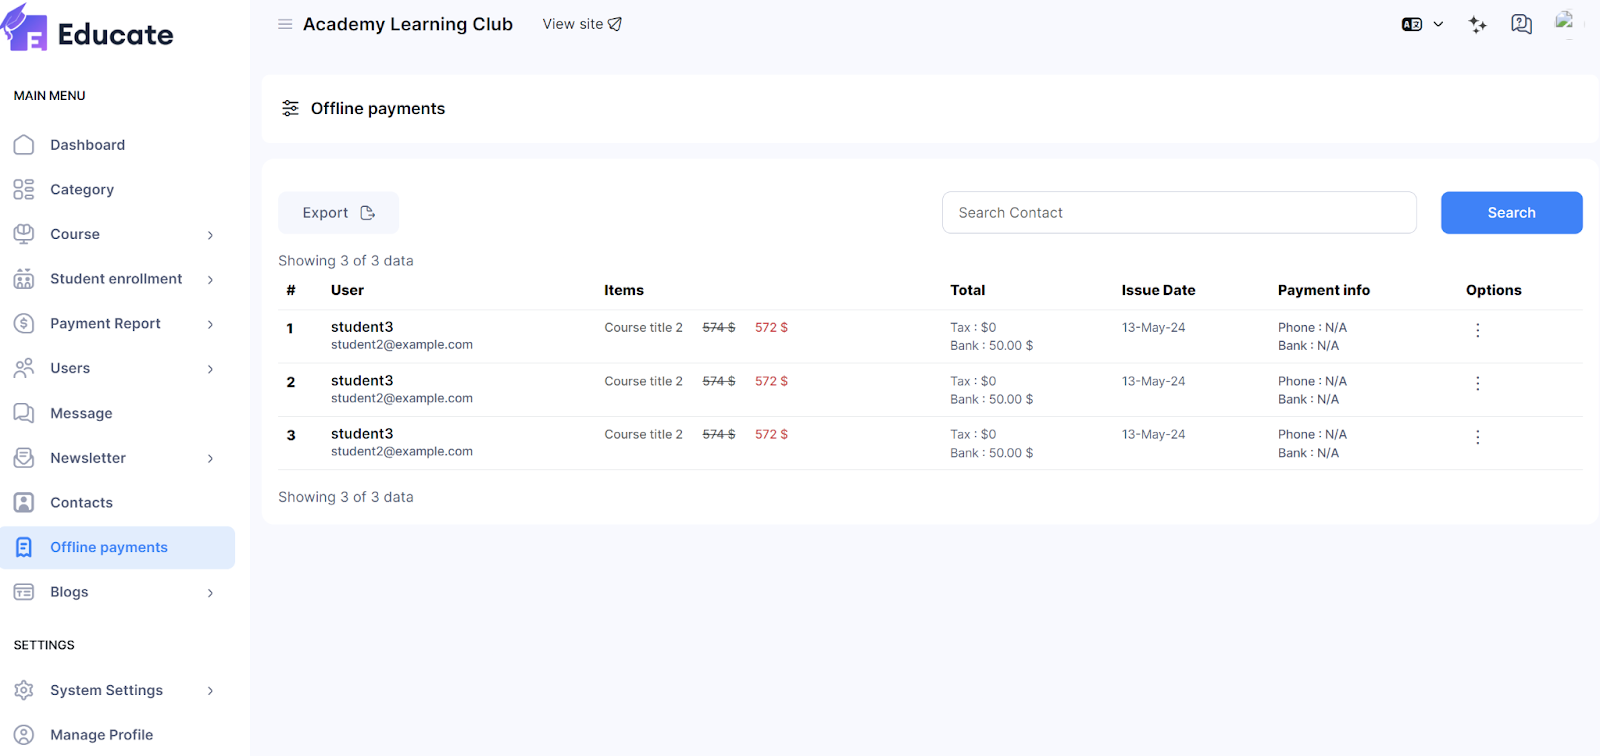 Educate
MAIN MENU
Dashboard
Category
Course
Student enrollment
Payment Report
Users
Message
Newsletter
Contacts
Offline payments
Blogs
SETTINGS
System Settings
Manage Profile
Academy Learning Club View site
Offline payments
Export Search Contact Search
Showing 3 of 3 data
# User Items Total Issue Date Payment info Options
1 student3 Course title 2 574 $ 572 $ Tax : $0 13-May-24 Phone : N/A
student2@example.com Bank : 50.00 $ Bank : N/A
2 student3 Course title 2 574 $ 572 $ Tax : $0 13-May-24 Phone : N/A
student2@example.com Bank : 50.00 $ Bank : N/A
3 student3 Course title 2 574 $ 572 $ Tax : $0 13-May-24 Phone : N/A
student2@example.com Bank : 50.00 $ Bank : N/A
Showing 3 of 3 data